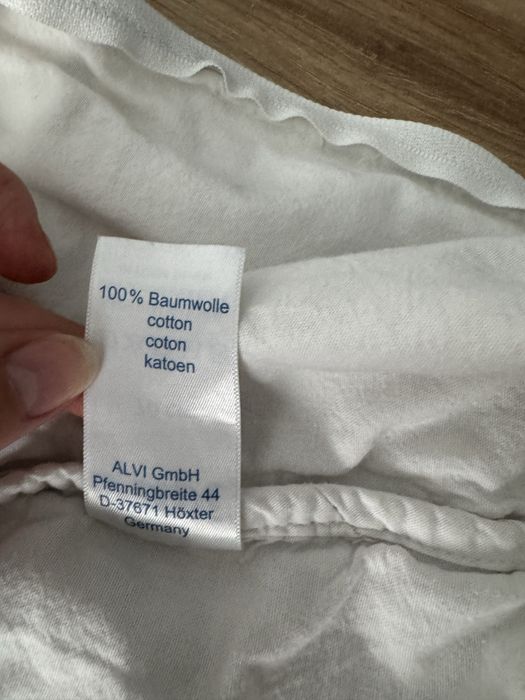 100% Baumwolle
cotton
coton
katoen
ALVI GmbH
Pfenningbreite 44
D-37671 Höxter
Germany